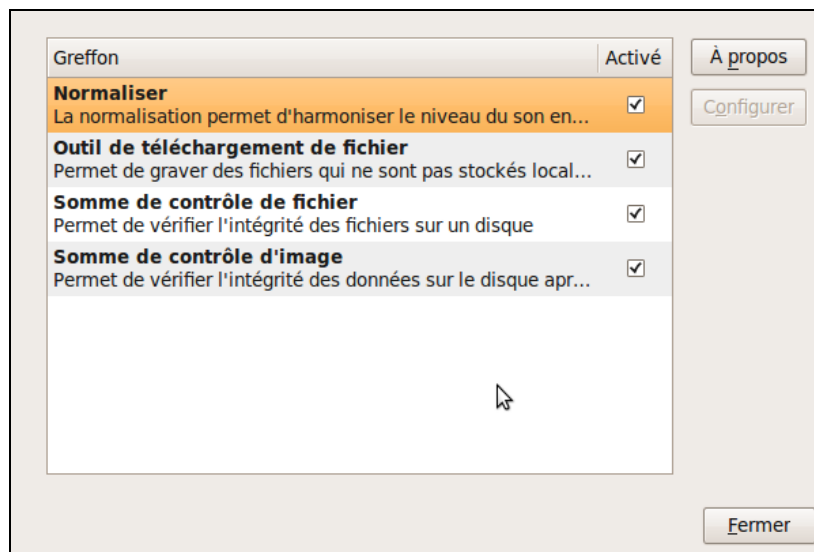 Greffon Activé
À propos
Configurer
Normaliser
La normalisation permet d'harmoniser le niveau du son en...
Outil de téléchargement de fichier
Permet de graver des fichiers qui ne sont pas stockés local...
Somme de contrôle de fichier
Permet de vérifier l'intégrité des fichiers sur un disque
Somme de contrôle d'image
Permet de vérifier l'intégrité des données sur le disque apr...
Fermer